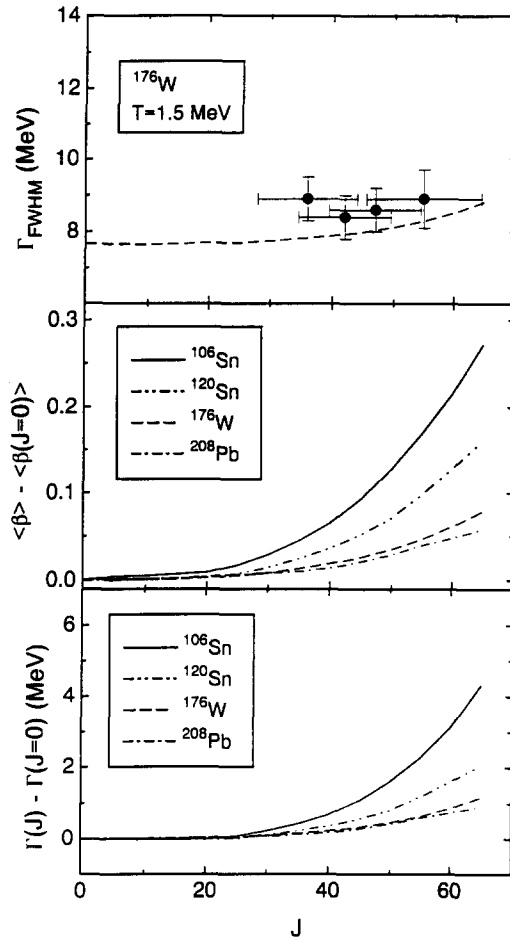 14
12
10
8
6
Γ_FWHM (MeV)
¹⁷⁶W
T=1.5 MeV
0.3
0.2
0.1
0.0
<β> - <β(J=0)>
¹⁰⁶Sn
¹²⁰Sn
¹⁷⁶W
²⁰⁸Pb
6
4
2
0
Γ(J) - Γ(J=0) (MeV)
¹⁰⁶Sn
¹²⁰Sn
¹⁷⁶W
²⁰⁸Pb
0 20 40 60
J